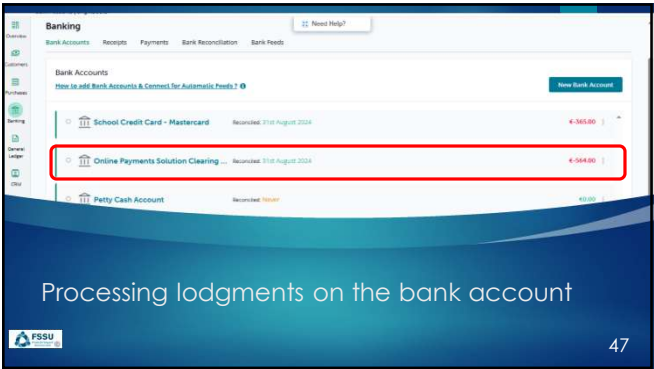 Banking
Need Help?
Overview
Bank Accounts Receipts Payments Bank Reconciliation Bank Feeds
Customers
Bank Accounts
How to add Bank Accounts & Connect for Automatic Feeds ?
New Bank Account
Purchases
Banking
School Credit Card - Mastercard Reconciled 31st August 2024 €-365.80
General
Ledger
Online Payments Solution Clearing ... Reconciled 31st August 2024 €-564.80
CRM
Petty Cash Account Reconciled Never €0.00
Processing lodgments on the bank account
FSSU
47